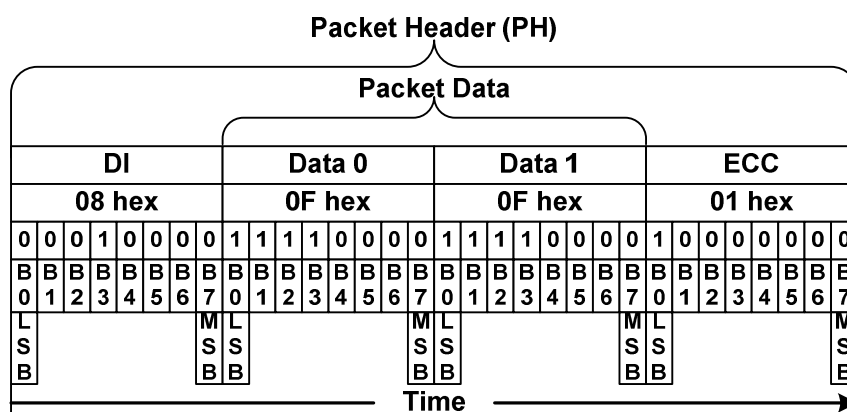 Packet Header (PH)
Packet Data
DI Data 0 Data 1 ECC
08 hex 0F hex 0F hex 01 hex
0 0 0 1 0 0 0 0 1 1 1 1 0 0 0 0 1 1 1 1 0 0 0 0 1 0 0 0 0 0 0 0
B0 B1 B2 B3 B4 B5 B6 B7 B0 B1 B2 B3 B4 B5 B6 B7 B0 B1 B2 B3 B4 B5 B6 B7 B0 B1 B2 B3 B4 B5 B6 B7
LSB MSB LSB MSB LSB MSB LSB MSB
Time